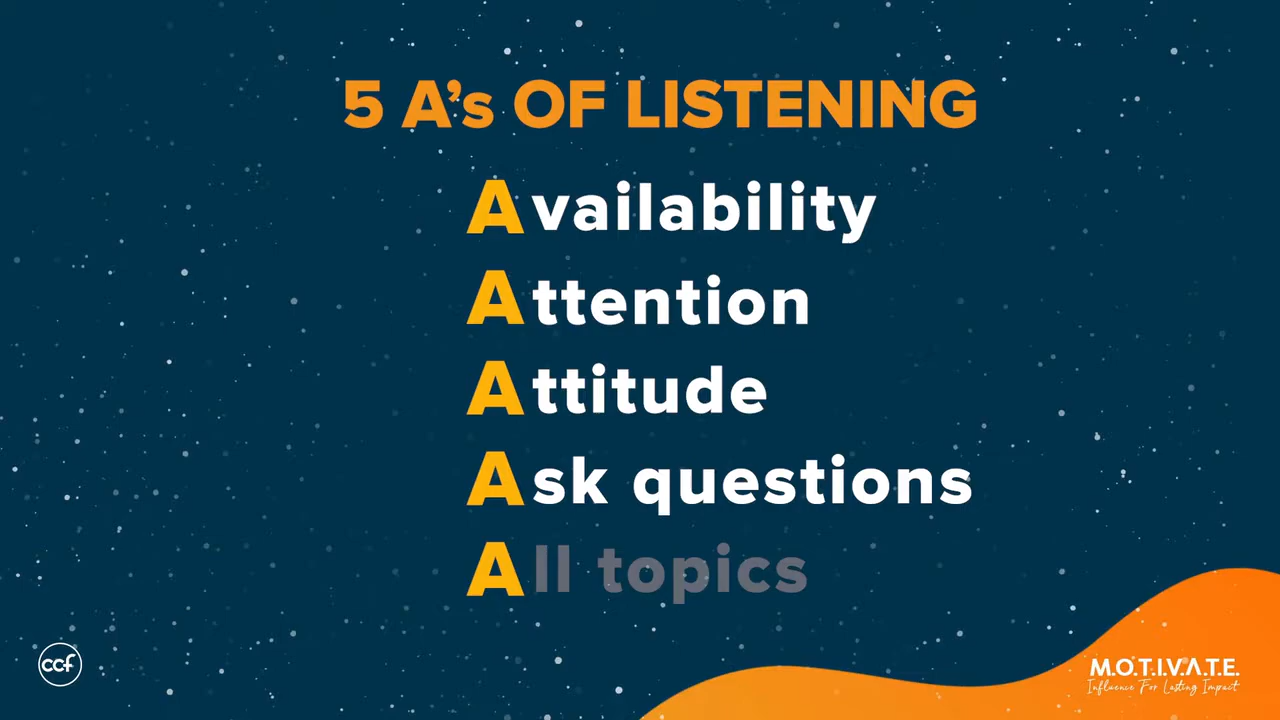 5 A’s OF LISTENING
Availability
Attention
Attitude
Ask questions
All topics
ccf
M.O.T.I.V.A.T.E.
Influence For Lasting Impact